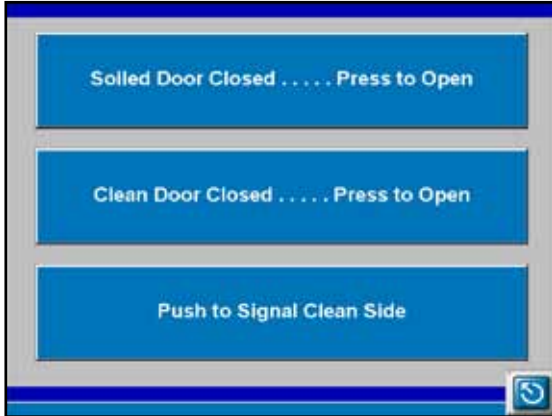 Soiled Door Closed . . . . . Press to Open
Clean Door Closed . . . . . Press to Open
Push to Signal Clean Side